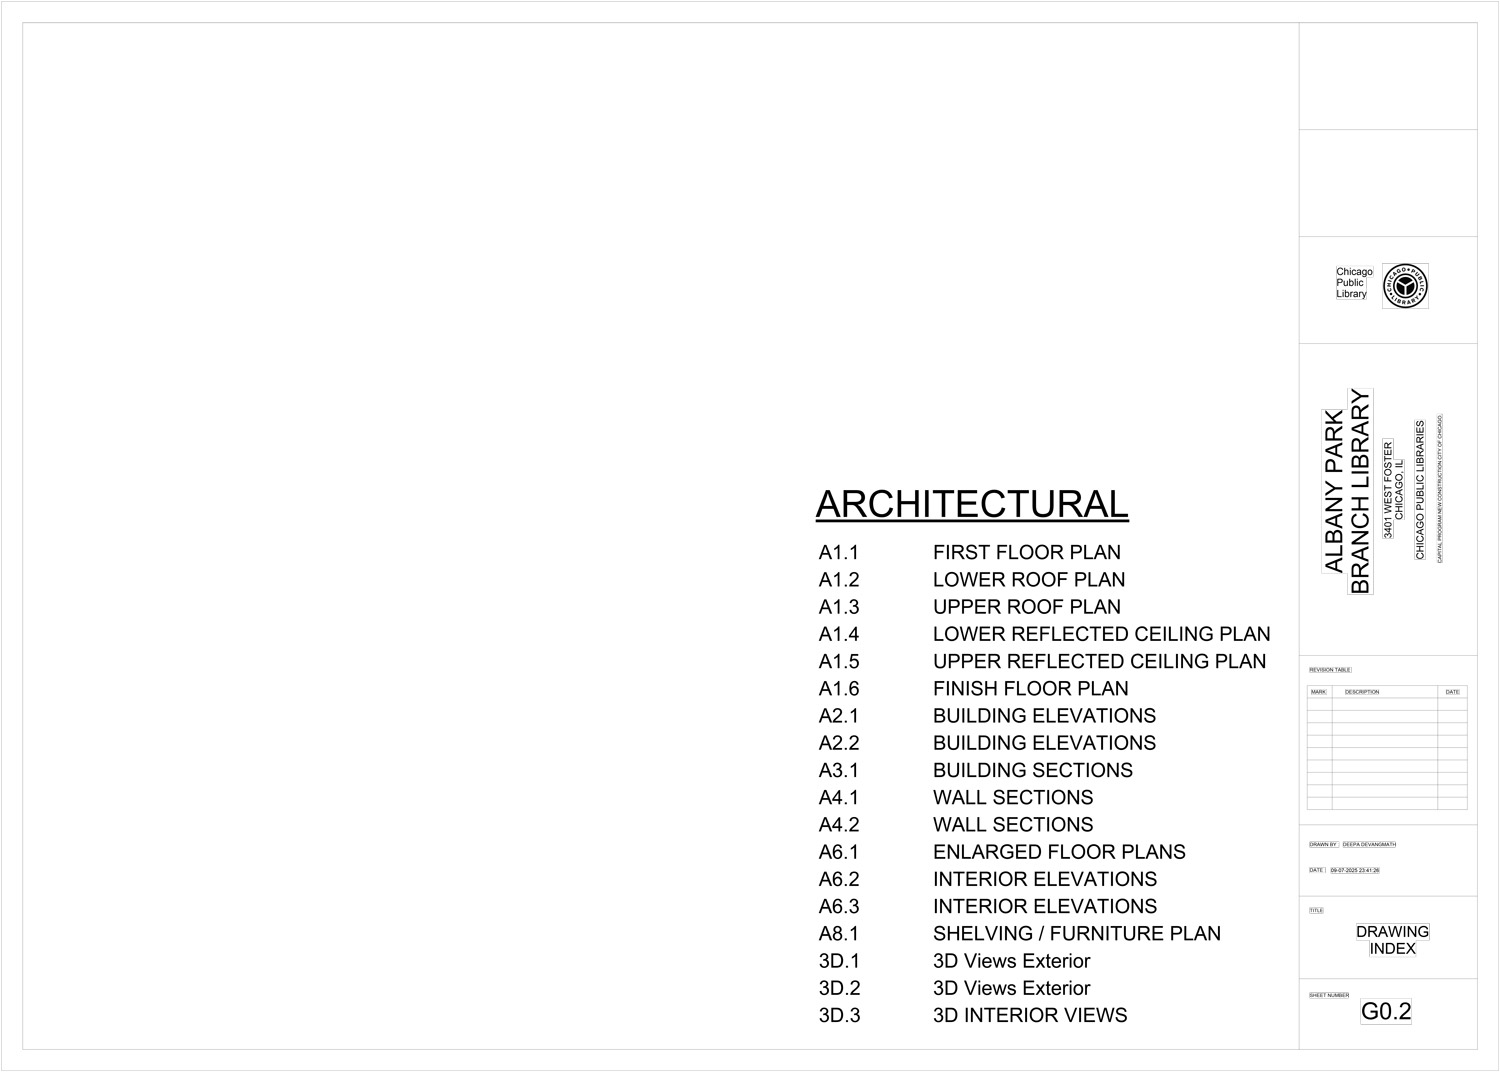 Chicago
Public
Library
CHICAGO PUBLIC
LIBRARY
ALBANY PARK
BRANCH LIBRARY
3401 WEST FOSTER
CHICAGO, IL
CHICAGO PUBLIC LIBRARIES
CAPITAL PROGRAM NEW CONSTRUCTION CITY OF CHICAGO,
ARCHITECTURAL
A1.1 FIRST FLOOR PLAN
A1.2 LOWER ROOF PLAN
A1.3 UPPER ROOF PLAN
A1.4 LOWER REFLECTED CEILING PLAN
A1.5 UPPER REFLECTED CEILING PLAN
A1.6 FINISH FLOOR PLAN
A2.1 BUILDING ELEVATIONS
A2.2 BUILDING ELEVATIONS
A3.1 BUILDING SECTIONS
A4.1 WALL SECTIONS
A4.2 WALL SECTIONS
A6.1 ENLARGED FLOOR PLANS
A6.2 INTERIOR ELEVATIONS
A6.3 INTERIOR ELEVATIONS
A8.1 SHELVING / FURNITURE PLAN
3D.1 3D Views Exterior
3D.2 3D Views Exterior
3D.3 3D INTERIOR VIEWS
REVISION TABLE
MARK DESCRIPTION DATE
DRAWN BY : DEEPA DEVANGMATH
DATE : 09-07-2025 23:41:26
TITLE
DRAWING
INDEX
SHEET NUMBER
G0.2